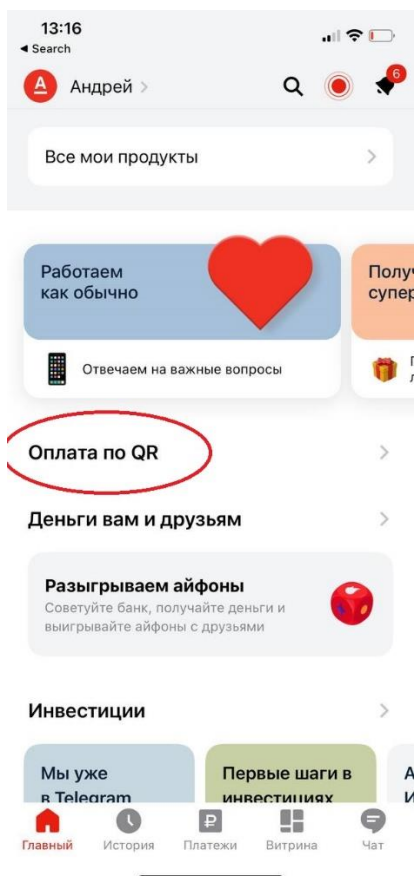 13:16
◀ Search
А Андрей
6
Все мои продукты
Работаем
как обычно
Отвечаем на важные вопросы
Оплата по QR
Деньги вам и друзьям
Разыгрываем айфоны
Советуйте банк, получайте деньги и
выигрывайте айфоны с друзьями
Инвестиции
Мы уже
в Telegram
Первые шаги в
инвестициях
Главный
История
Платежи
Витрина
Чат